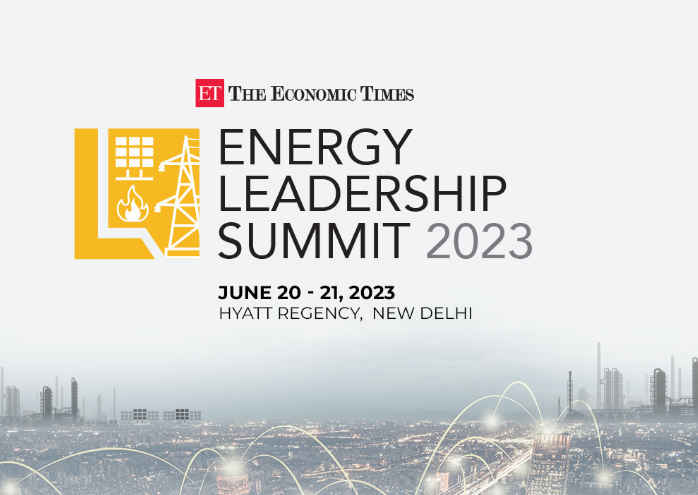 ET THE ECONOMIC TIMES
ENERGY
LEADERSHIP
SUMMIT 2023
JUNE 20 - 21, 2023
HYATT REGENCY, NEW DELHI